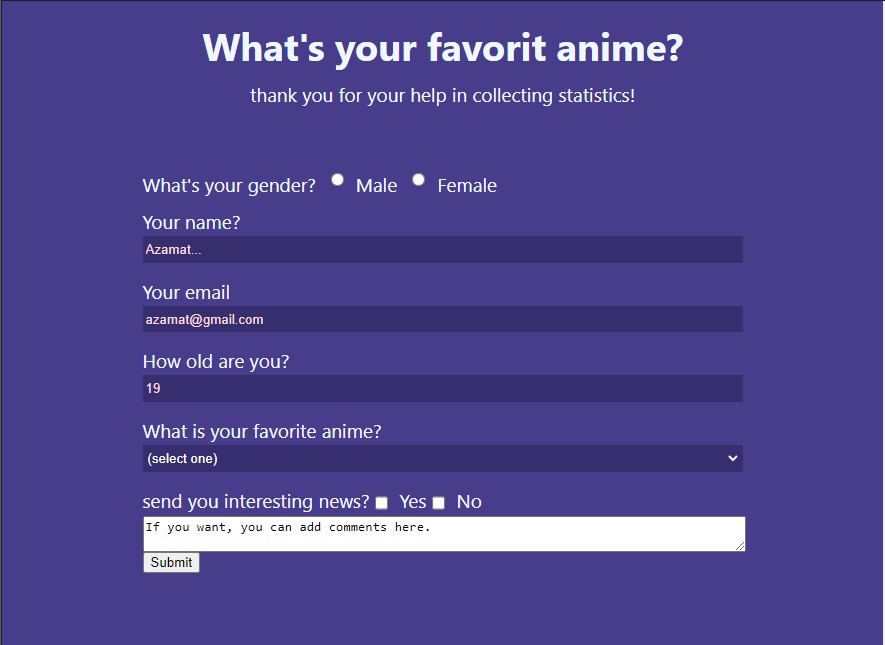 What's your favorit anime?
thank you for your help in collecting statistics!
What's your gender? Male Female
Your name?
Azamat...
Your email
azamat@gmail.com
How old are you?
19
What is your favorite anime?
(select one)
send you interesting news? Yes No
If you want, you can add comments here.
Submit